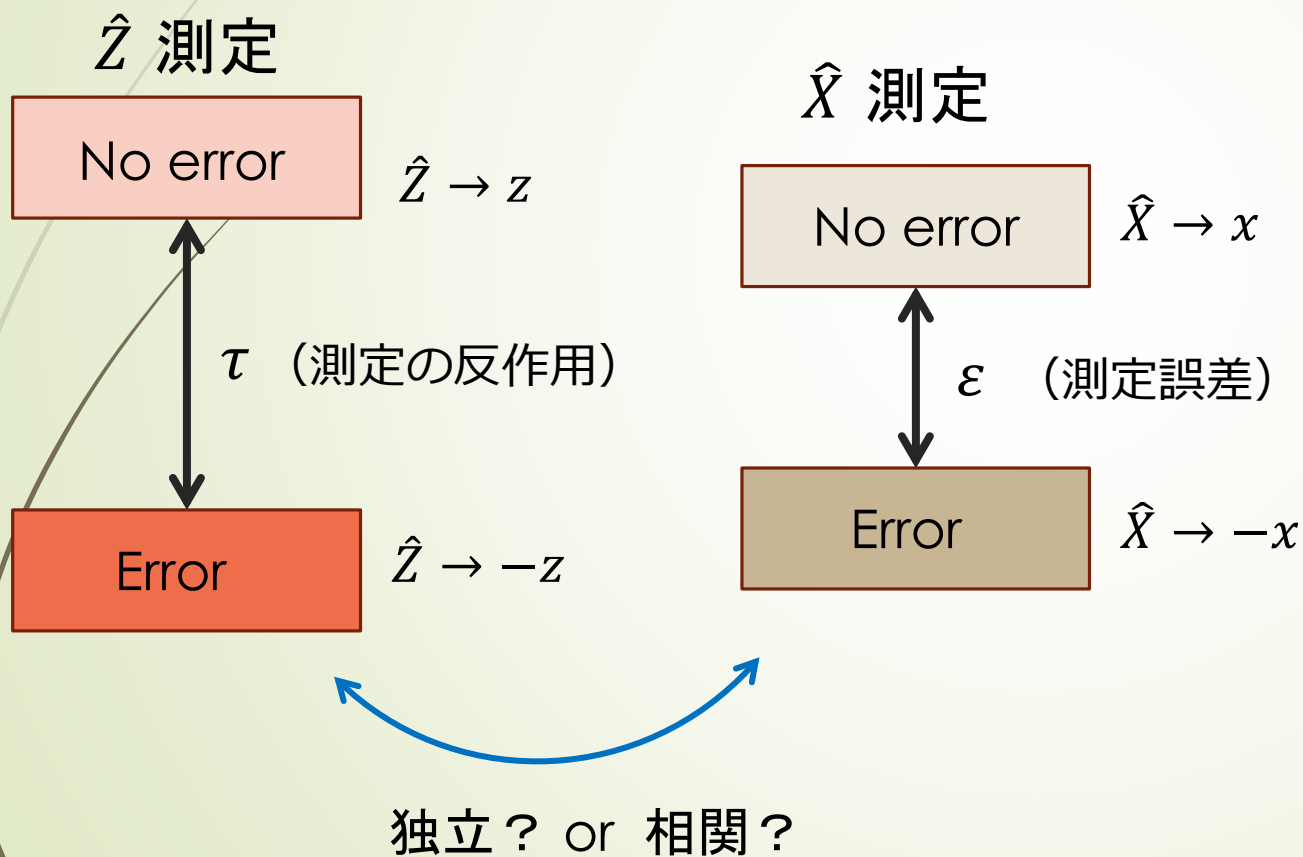 Ẑ 測定
No error
Ẑ → z
τ （測定の反作用）
Error
Ẑ → −z
X̂ 測定
No error
X̂ → x
ε （測定誤差）
Error
X̂ → −x
独立？ or 相関？